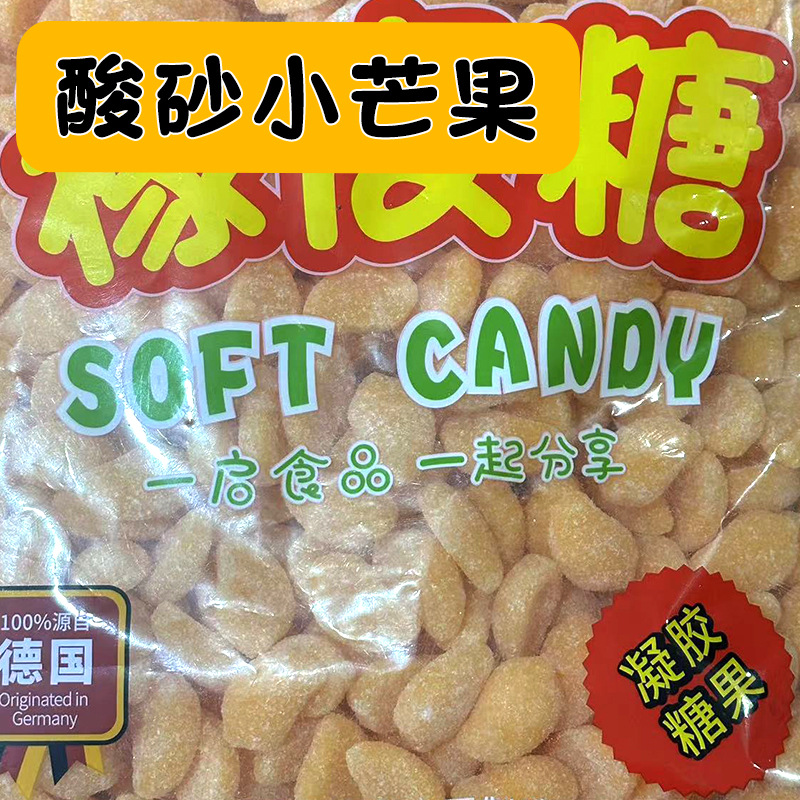 酸砂小芒果
糖
SOFT CANDY
一启食品 一起分享
100%源自
德国
Originated in
Germany
凝胶
糖果